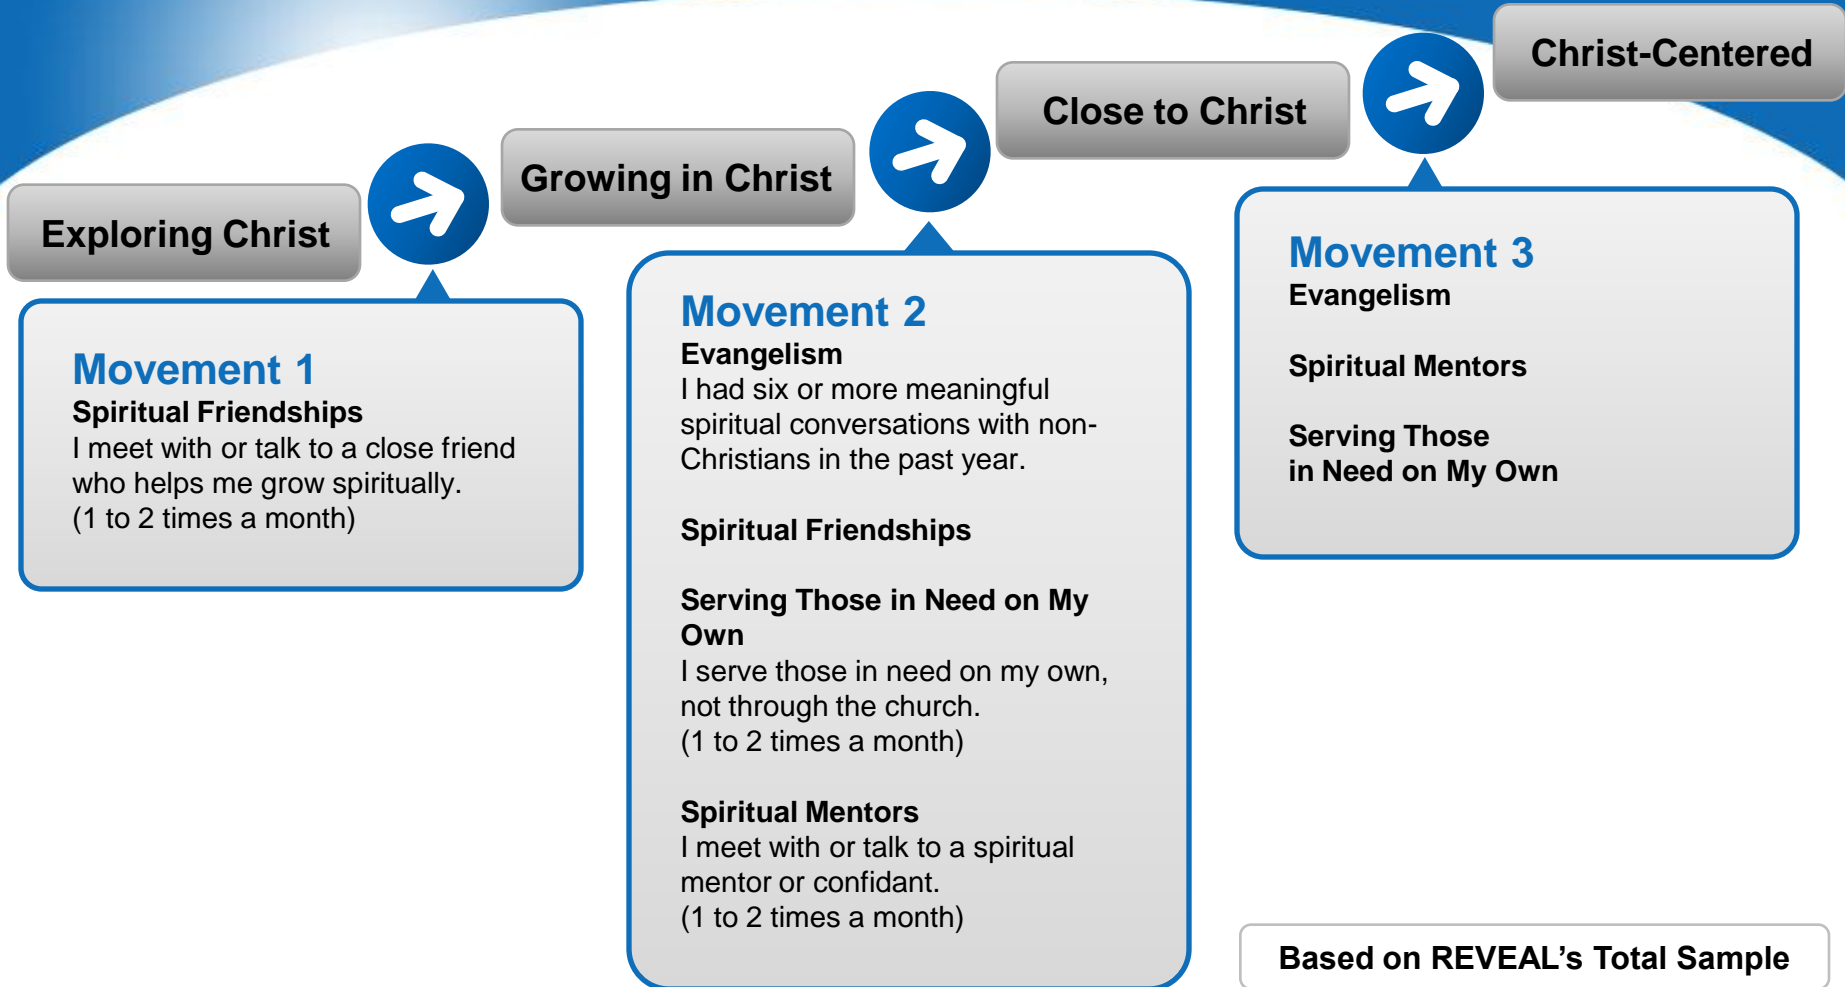 Exploring Christ
Growing in Christ
Close to Christ
Christ-Centered
Movement 1
Spiritual Friendships
I meet with or talk to a close friend
who helps me grow spiritually.
(1 to 2 times a month)
Movement 2
Evangelism
I had six or more meaningful
spiritual conversations with non-
Christians in the past year.
Spiritual Friendships
Serving Those in Need on My
Own
I serve those in need on my own,
not through the church.
(1 to 2 times a month)
Spiritual Mentors
I meet with or talk to a spiritual
mentor or confidant.
(1 to 2 times a month)
Movement 3
Evangelism
Spiritual Mentors
Serving Those
in Need on My Own
Based on REVEAL’s Total Sample